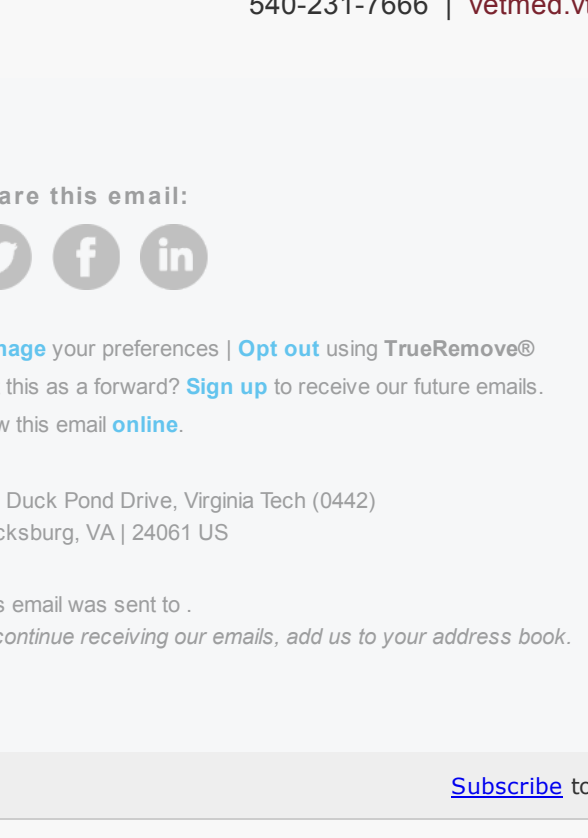 540-231-7666 | vetmed.vt
are this email:
nage your preferences | Opt out using TrueRemove®
this as a forward? Sign up to receive our future emails.
w this email online.
Duck Pond Drive, Virginia Tech (0442)
cksburg, VA | 24061 US
s email was sent to .
continue receiving our emails, add us to your address book.
Subscribe to